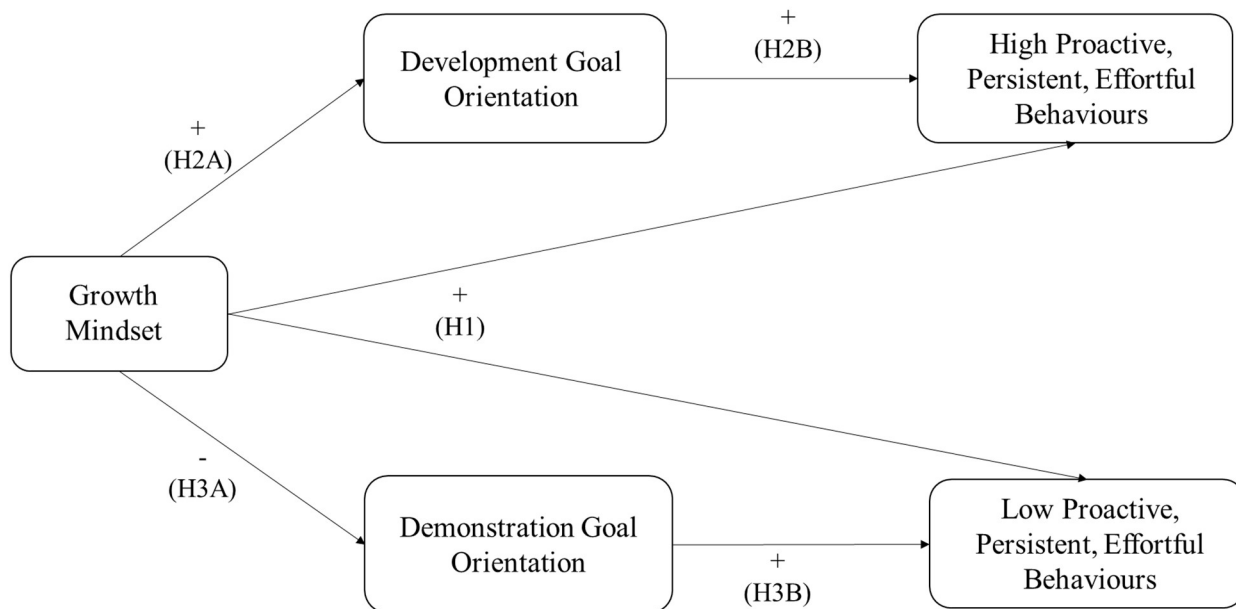 +
(H2A)
Development Goal
Orientation
+
(H2B)
High Proactive,
Persistent, Effortful
Behaviours
Growth
Mindset
+
(H1)
-
(H3A)
Demonstration Goal
Orientation
+
(H3B)
Low Proactive,
Persistent, Effortful
Behaviours